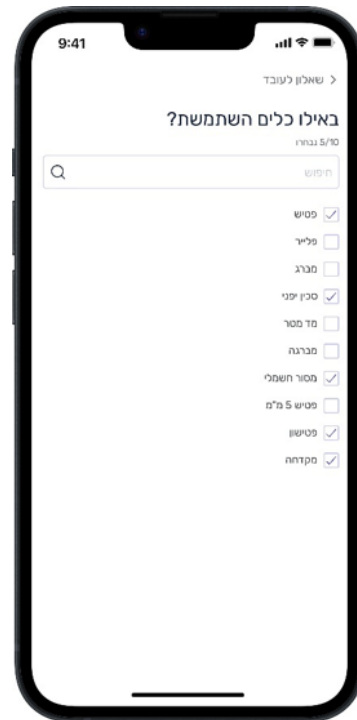 9:41
שאלון לעובד
באילו כלים השתמשת?
5/10 נבחרו
חיפוש
פטיש
פלייר
מברג
סכין יפני
מד מטר
מברגה
מסור חשמלי
פטיש 5 מ"מ
פטישון
מקדחה